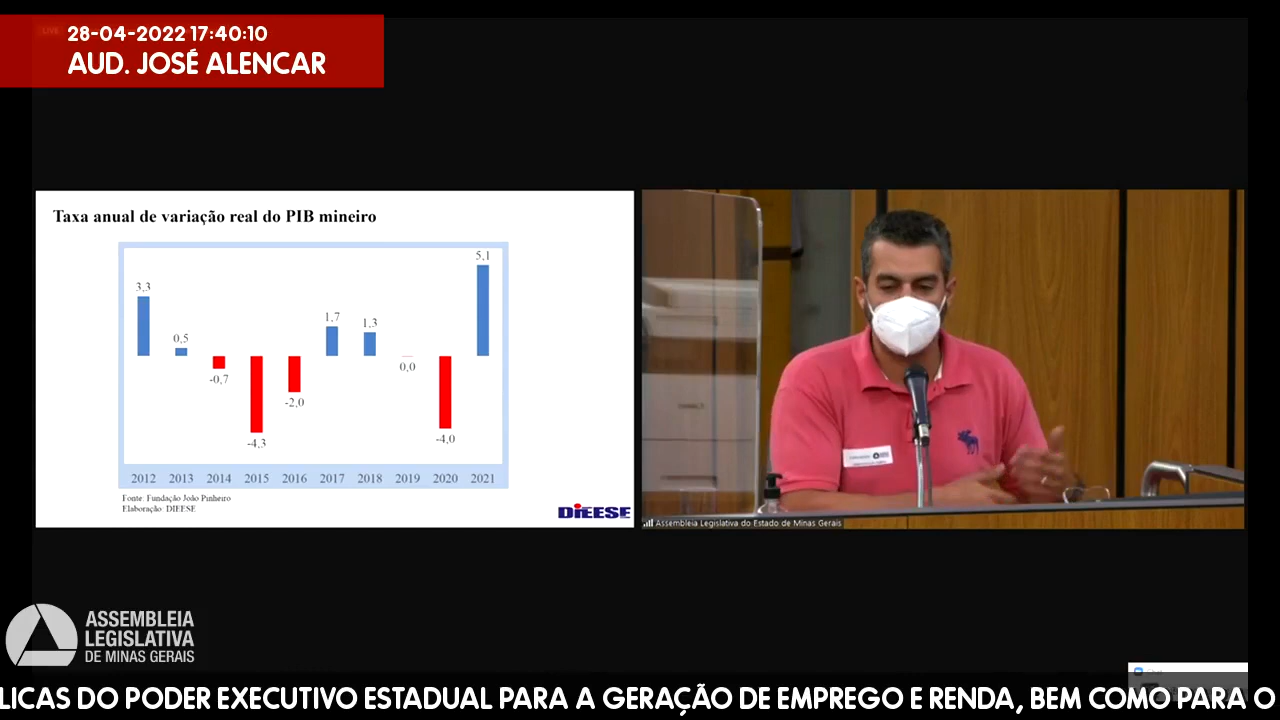 28-04-2022 17:40:10
AUD. JOSÉ ALENCAR
Taxa anual de variação real do PIB mineiro
5,1
3,3
1,7
1,3
0,5
0,0
-0,7
-2,0
-4,0
-4,3
2012 2013 2014 2015 2016 2017 2018 2019 2020 2021
Fonte: Fundação João Pinheiro
Elaboração: DIEESE
DIEESE
Assembleia Legislativa do Estado de Minas Gerais
ASSEMBLEIA
LEGISLATIVA
DE MINAS GERAIS
LICAS DO PODER EXECUTIVO ESTADUAL PARA A GERAÇÃO DE EMPREGO E RENDA, BEM COMO PARA O